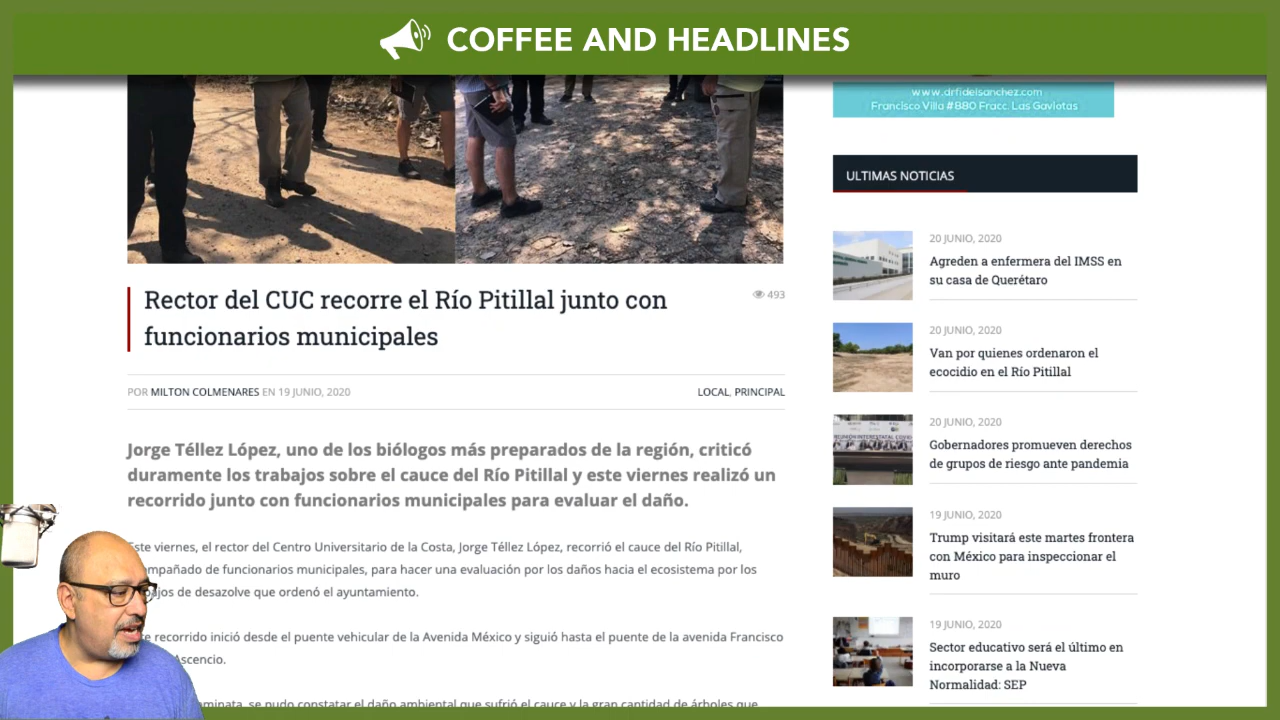 COFFEE AND HEADLINES
www.drfidelsanchez.com
Francisco Villa #880 Fracc. Las Gaviotas
Rector del CUC recorre el Río Pitillal junto con
funcionarios municipales
493
POR MILTON COLMENARES EN 19 JUNIO, 2020
LOCAL, PRINCIPAL
Jorge Téllez López, uno de los biólogos más preparados de la región, criticó
duramente los trabajos sobre el cauce del Río Pitillal y este viernes realizó un
recorrido junto con funcionarios municipales para evaluar el daño.
Este viernes, el rector del Centro Universitario de la Costa, Jorge Téllez López, recorrió el cauce del Río Pitillal,
funcionarios municipales, para hacer una evaluación por los daños hacia el ecosistema por los
de desazolve que ordenó el ayuntamiento.
recorrido inició desde el puente vehicular de la Avenida México y siguió hasta el puente de la avenida Francisco
Ascencio.
se pudo constatar el daño ambiental que sufrió el cauce y la gran cantidad de árboles que
ULTIMAS NOTICIAS
20 JUNIO, 2020
Agreden a enfermera del IMSS en
su casa de Querétaro
20 JUNIO, 2020
Van por quienes ordenaron el
ecocidio en el Río Pitillal
20 JUNIO, 2020
Gobernadores promueven derechos
de grupos de riesgo ante pandemia
19 JUNIO, 2020
Trump visitará este martes frontera
con México para inspeccionar el
muro
19 JUNIO, 2020
Sector educativo será el último en
incorporarse a la Nueva
Normalidad: SEP